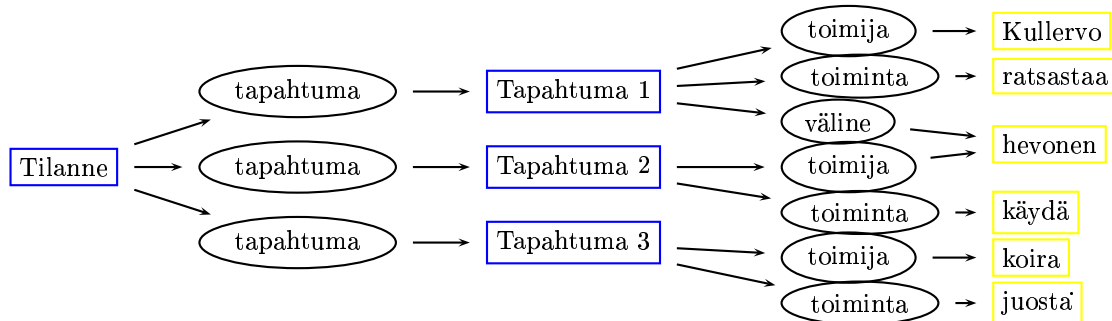 toimija Kullervo
toiminta ratsastaa
tapahtuma Tapahtuma 1
väline
hevonen
Tilanne tapahtuma Tapahtuma 2 toimija
toiminta käydä
tapahtuma Tapahtuma 3
toimija koira
toiminta juosta